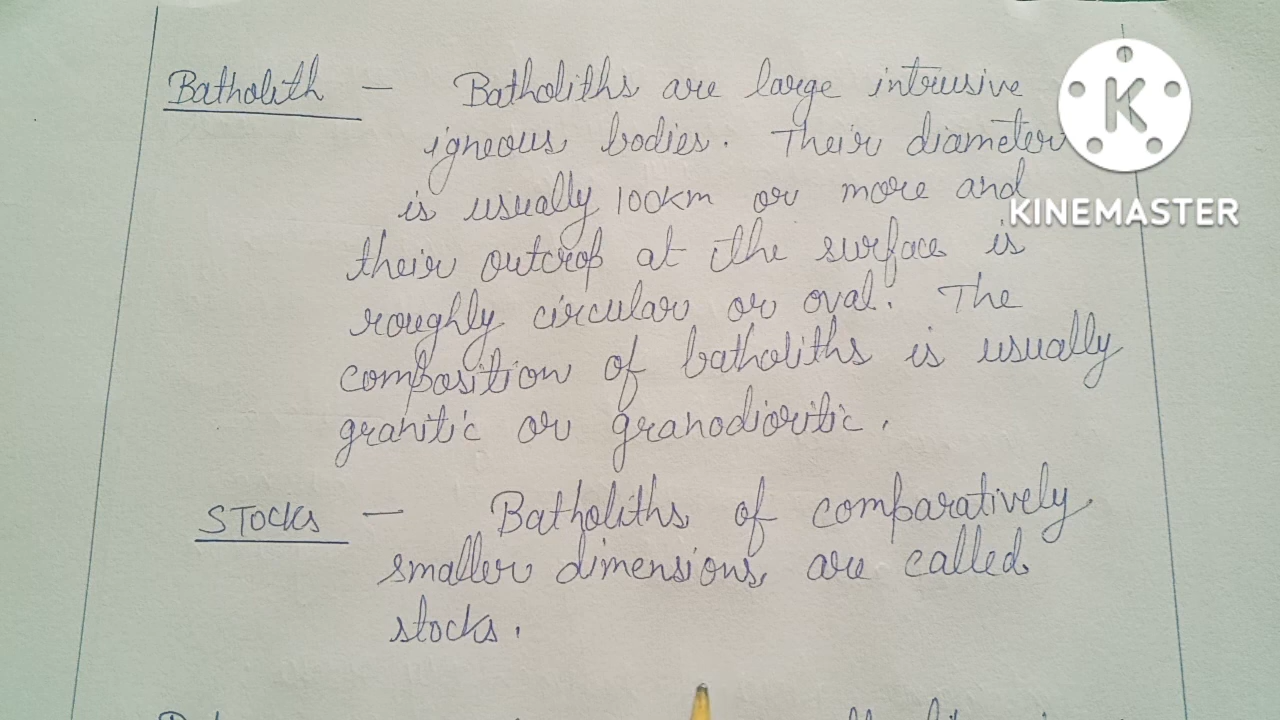 Batholith — Batholiths are large intrusive
igneous bodies. Their diameter
is usually 100km or more and
their outcrop at the surface is
roughly circular or oval. The
composition of batholiths is usually
granitic or granodioritic.
STOCKS — Batholiths of comparatively
smaller dimensions, are called
stocks.
K
KINEMASTER